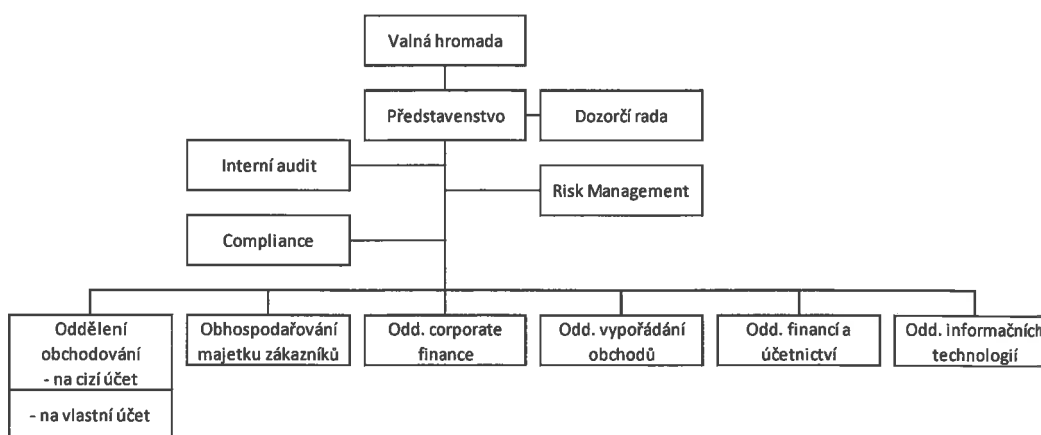 Valná hromada
Představenstvo
Dozorčí rada
Interní audit
Risk Management
Compliance
Oddělení
obchodování
- na cizí účet
- na vlastní účet
Obhospodařování
majetku zákazníků
Odd. corporate
finance
Odd. vypořádání
obchodů
Odd. financí a
účetnictví
Odd. informačních
technologií